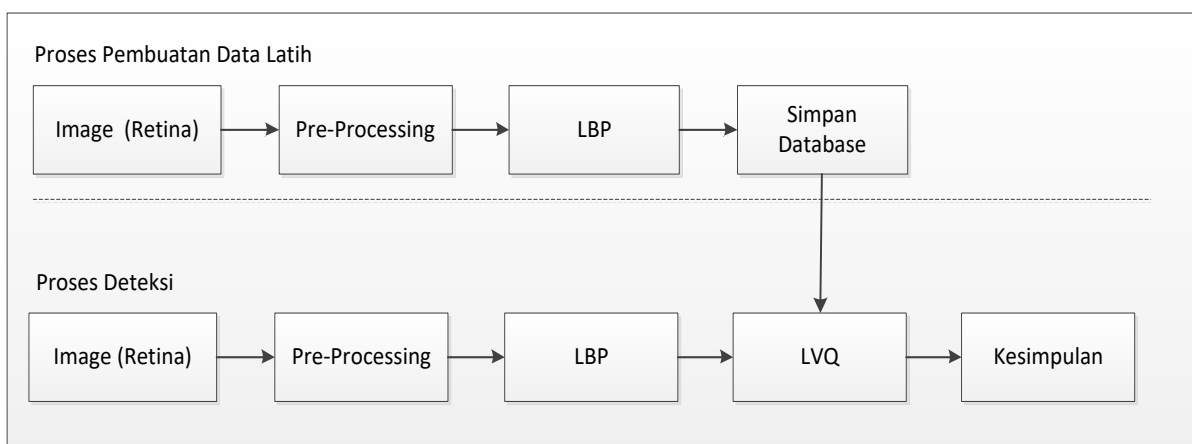 Proses Pembuatan Data Latih
Image (Retina)
Pre-Processing
LBP
Simpan
Database
Proses Deteksi
Image (Retina)
Pre-Processing
LBP
LVQ
Kesimpulan